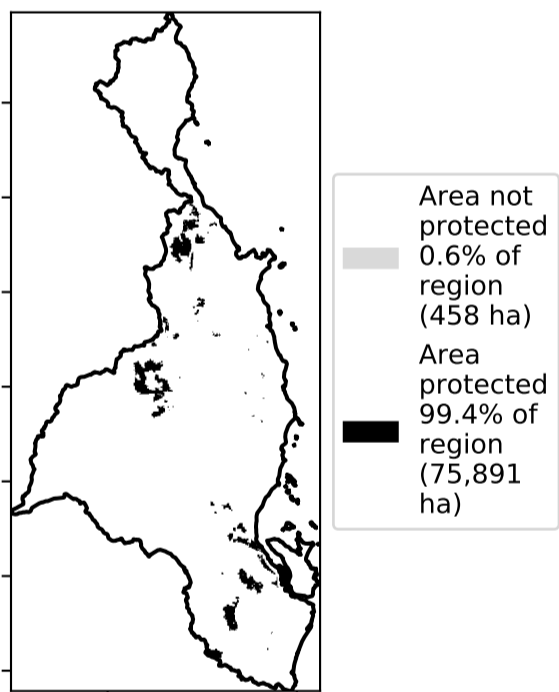 Area not
protected
0.6% of
region
(458 ha)
Area
protected
99.4% of
region
(75,891
ha)